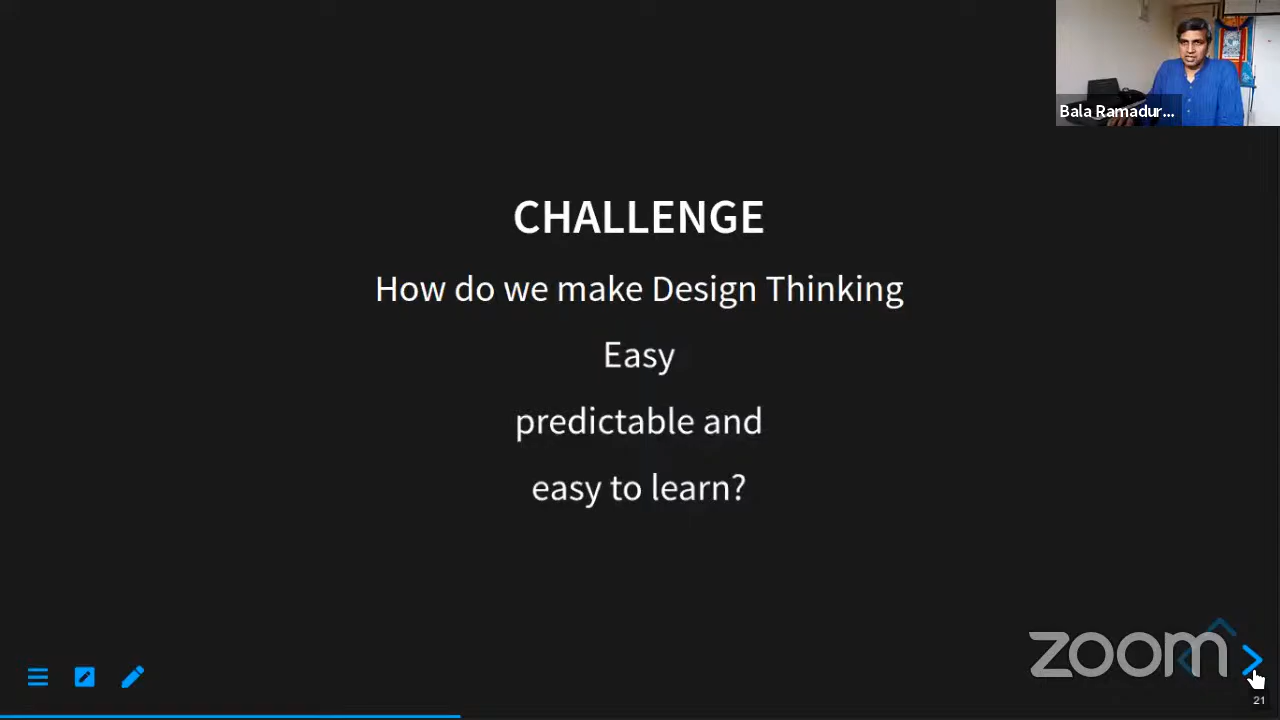 Bala Ramadur...
CHALLENGE
How do we make Design Thinking
Easy
predictable and
easy to learn?
zoom
21